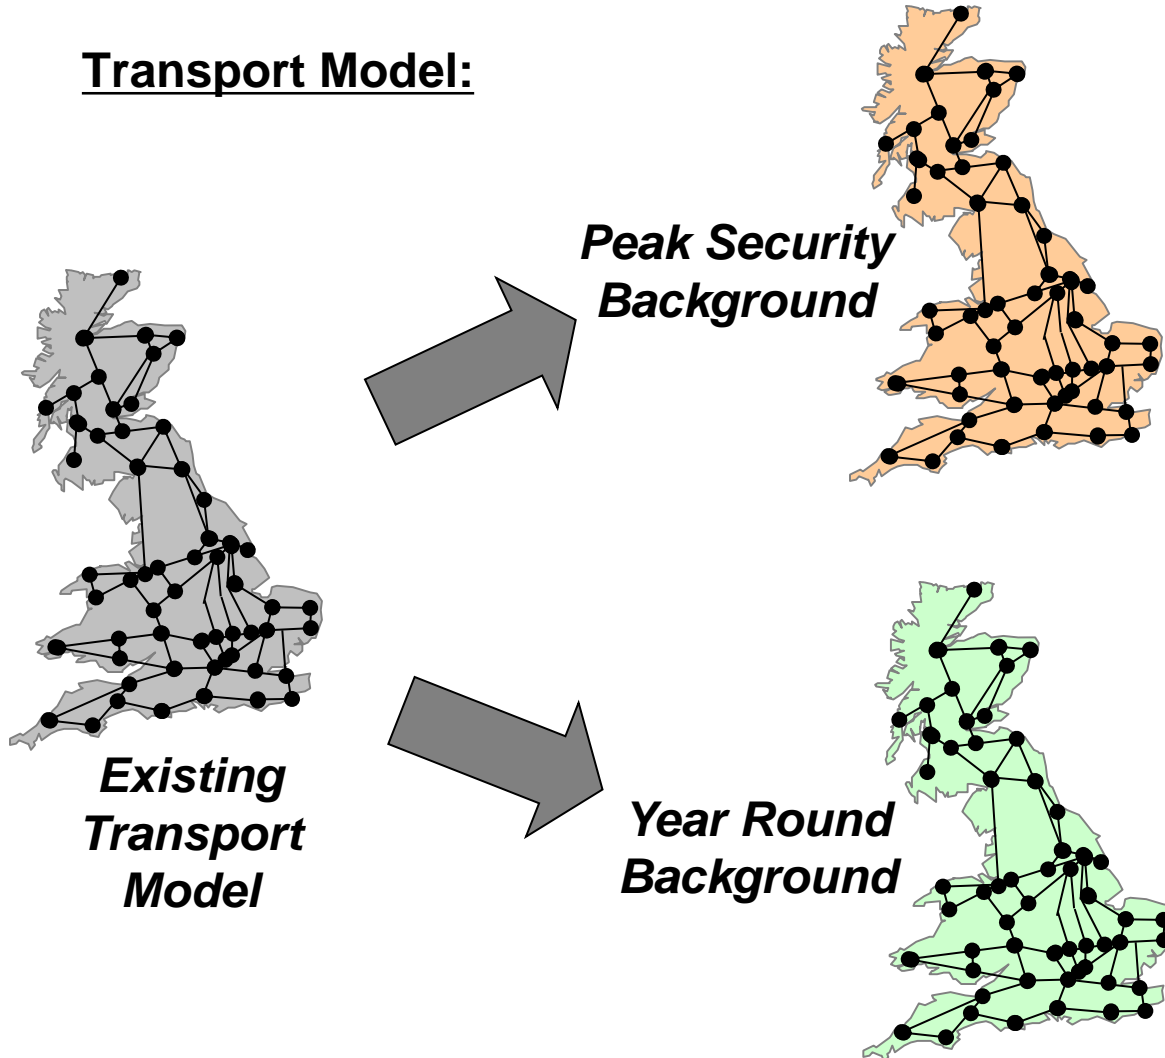 Transport Model:
Peak Security
Background
Existing
Transport
Model
Year Round
Background